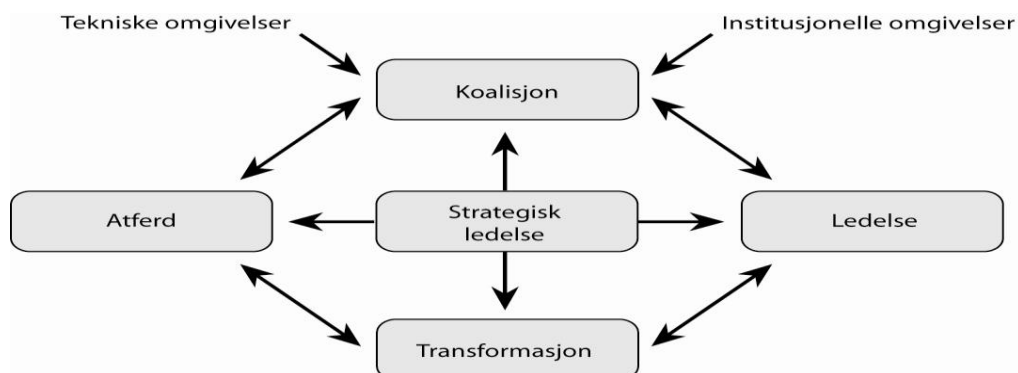 Tekniske omgivelser
Institusjonelle omgivelser
Koalisjon
Atferd
Strategisk
ledelse
Ledelse
Transformasjon